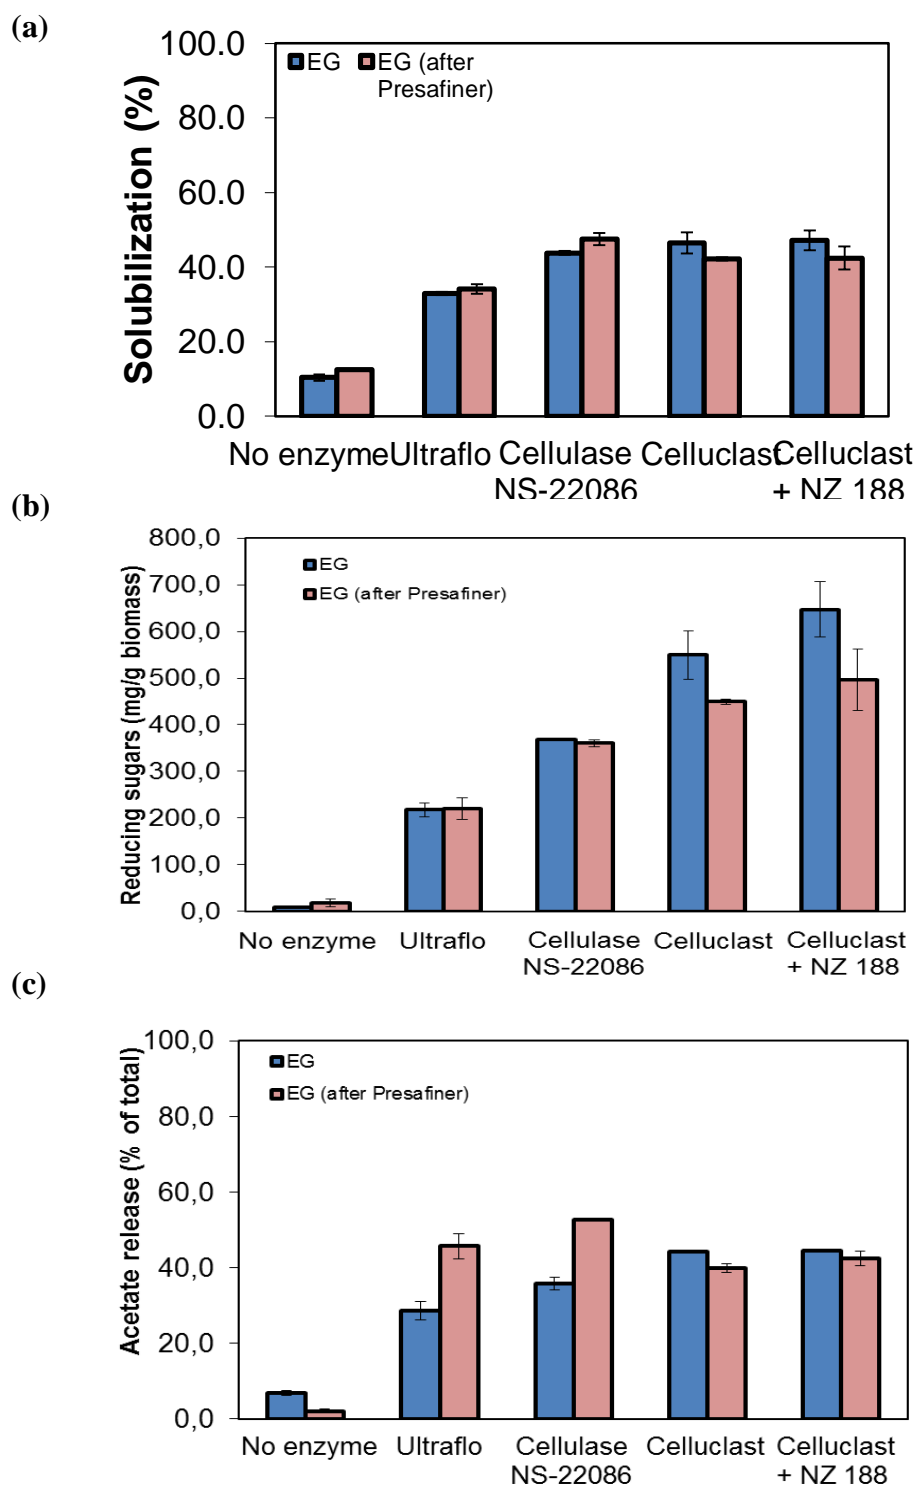 (a)
Solubilization (%)
100.0
80.0
60.0
40.0
20.0
0.0
EG
EG (after
Presafiner)
No enzyme
Ultraflo
Cellulase
NS-22086
Celluclast
Celluclast
+ NZ 188
(b)
Reducing sugars (mg/g biomass)
800,0
700,0
600,0
500,0
400,0
300,0
200,0
100,0
0,0
EG
EG (after Presafiner)
No enzyme
Ultraflo
Cellulase
NS-22086
Celluclast
Celluclast
+ NZ 188
(c)
Acetate release (% of total)
100,0
80,0
60,0
40,0
20,0
0,0
EG
EG (after Presafiner)
No enzyme
Ultraflo
Cellulase
NS-22086
Celluclast
Celluclast
+ NZ 188